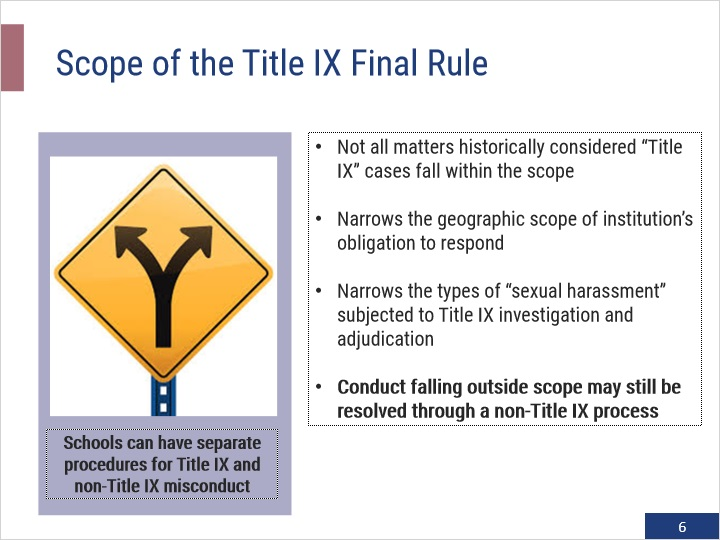 Scope of the Title IX Final Rule
• Not all matters historically considered “Title
IX” cases fall within the scope
• Narrows the geographic scope of institution’s
obligation to respond
• Narrows the types of “sexual harassment”
subjected to Title IX investigation and
adjudication
• Conduct falling outside scope may still be
resolved through a non-Title IX process
Schools can have separate
procedures for Title IX and
non-Title IX misconduct
6